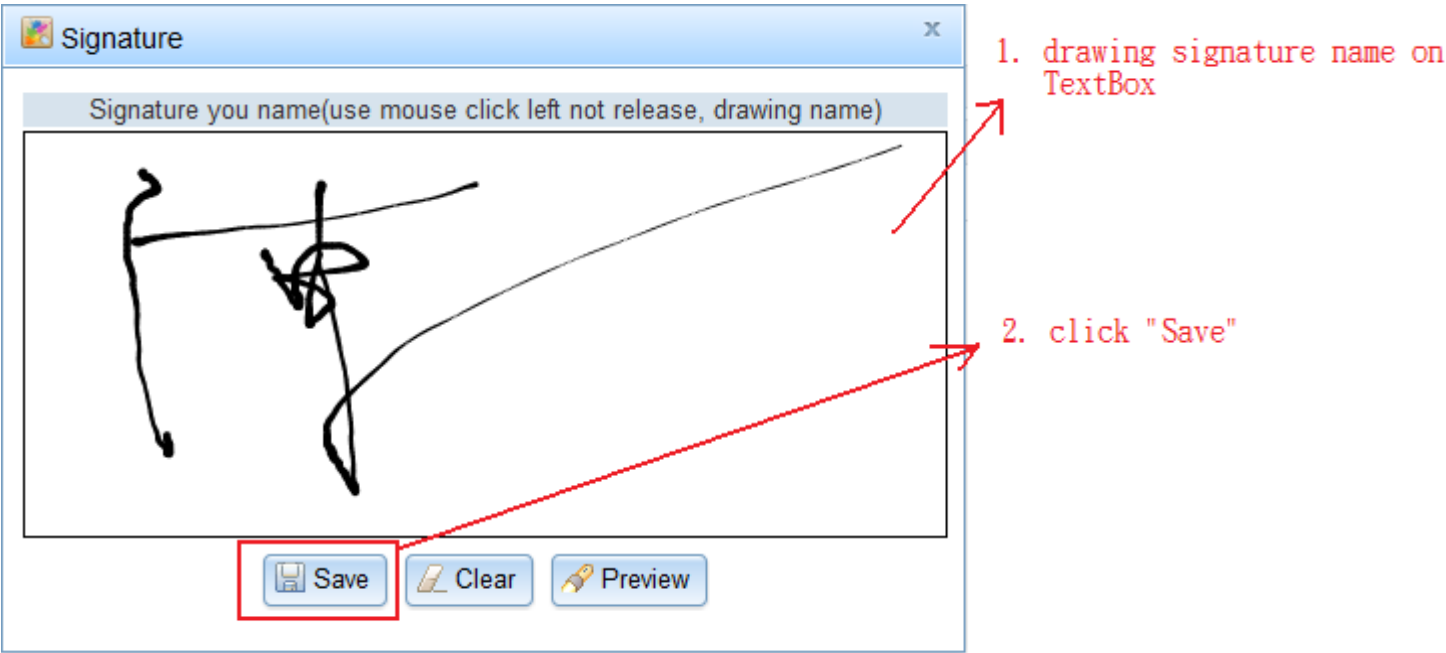 Signature
x
Signature you name(use mouse click left not release, drawing name)
1. drawing signature name on
TextBox
2. click "Save"
Save
Clear
Preview